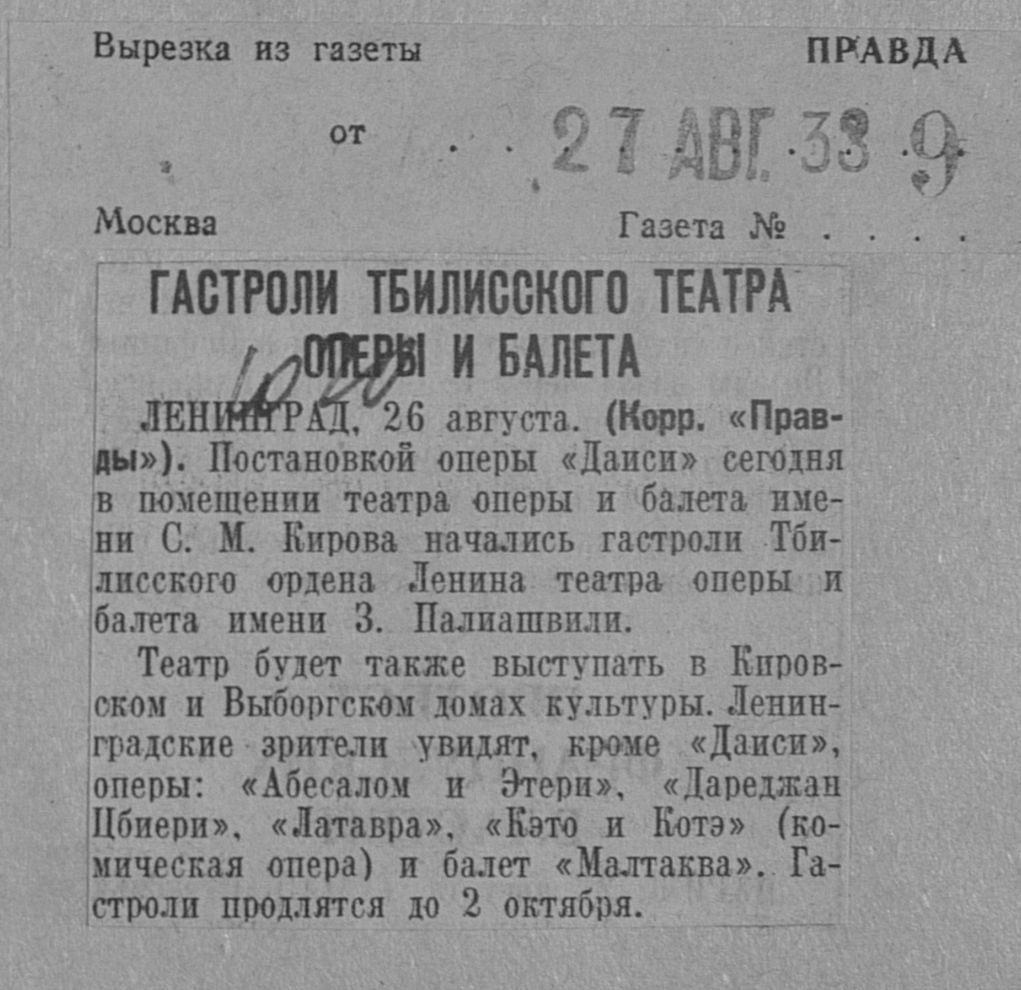 Вырезка из газеты ПРАВДА
от . . 27 АВГ. 38 9
Москва Газета № . . . .
ГАСТРОЛИ ТБИЛИССКОГО ТЕАТРА
ОПЕРЫ И БАЛЕТА
ЛЕНИНГРАД, 26 августа. (Корр. «Прав-
ды»). Постановкой оперы «Даиси» сегодня
в помещении театра оперы и балета име-
ни С. М. Кирова начались гастроли Тби-
лисского ордена Ленина театра оперы и
балета имени З. Палиашвили.
Театр будет также выступать в Киров-
ском и Выборгском домах культуры. Ленин-
градские зрители увидят, кроме «Даиси»,
оперы: «Абесалом и Этери», «Дареджан
Цбиери», «Латавра», «Кэто и Котэ» (ко-
мическая опера) и балет «Малтаква». Га-
строли продлятся до 2 октября.